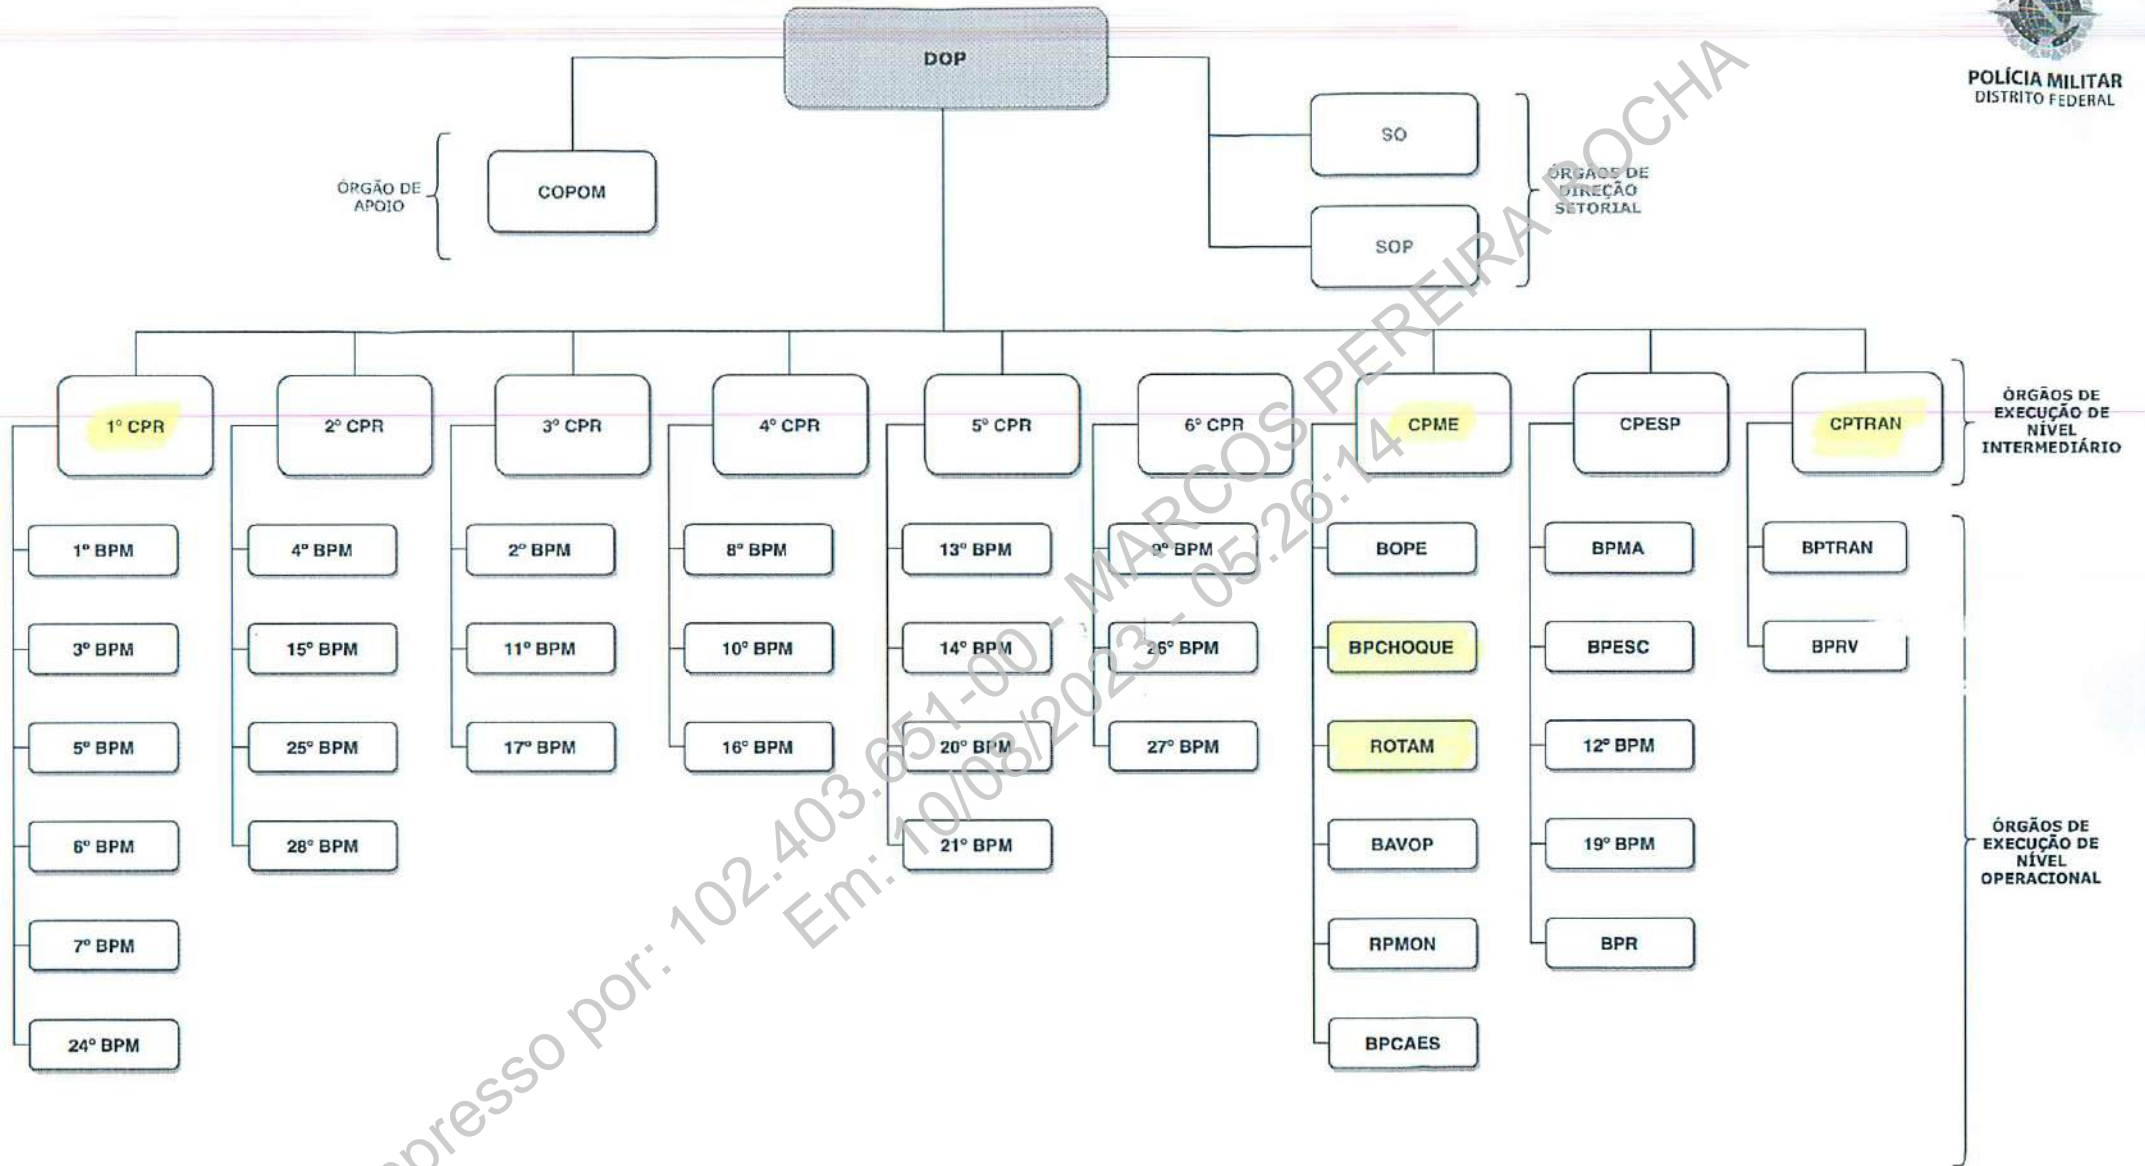 DOP
POLÍCIA MILITAR
DISTRITO FEDERAL
SO
ÓRGÃO DE
APOIO
COPOM
ÓRGÃOS DE
DIREÇÃO
SETORIAL
SOP
1º CPR
2º CPR
3º CPR
4º CPR
5º CPR
6º CPR
CPME
CPESP
CPTRAN
ÓRGÃOS DE
EXECUÇÃO DE
NÍVEL
INTERMEDIÁRIO
1º BPM
4º BPM
2º BPM
8º BPM
13º BPM
9º BPM
BOPE
BPMA
BPTRAN
3º BPM
15º BPM
11º BPM
10º BPM
14º BPM
26º BPM
BPCHOQUE
BPESC
BPRV
5º BPM
25º BPM
17º BPM
16º BPM
20º BPM
27º BPM
ROTAM
12º BPM
6º BPM
28º BPM
21º BPM
BAVOP
19º BPM
ÓRGÃOS DE
EXECUÇÃO DE
NÍVEL
OPERACIONAL
7º BPM
RPMON
BPR
24º BPM
BPCAES
presso por: 102.403.651-00 - MARCOS PEREIRA ROCHA
Em: 10/08/2023 - 05:26:14